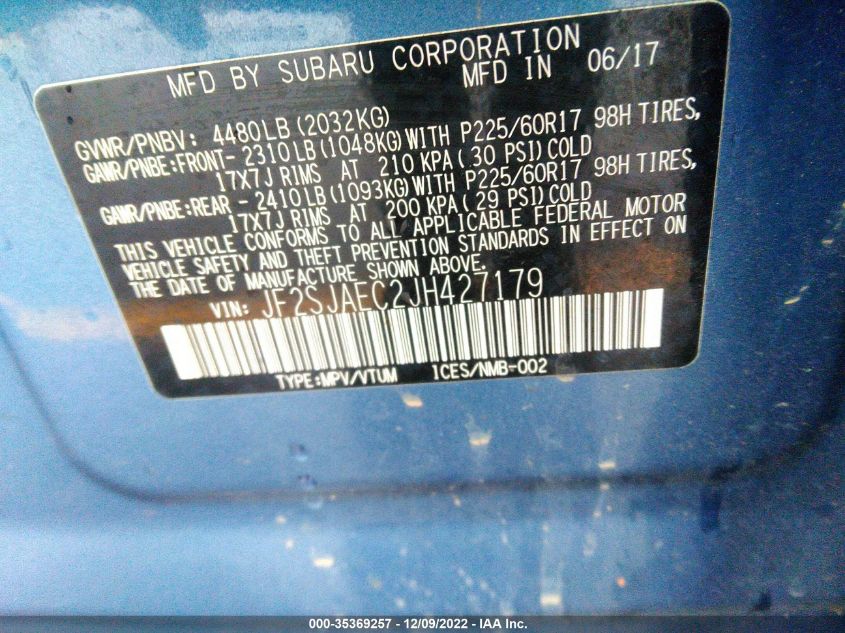 MFD BY SUBARU CORPORATION
MFD IN 06/17
GVWR/PNBV: 4480LB(2032KG)
GAWR/PNBE:FRONT- 2310LB(1048KG)WITH P225/60R17 98H TIRES,
17X7J RIMS AT 210 KPA(30 PSI)COLD
GAWR/PNBE:REAR - 2410LB(1093KG)WITH P225/60R17 98H TIRES,
17X7J RIMS AT 200 KPA(29 PSI)COLD
THIS VEHICLE CONFORMS TO ALL APPLICABLE FEDERAL MOTOR
VEHICLE SAFETY AND THEFT PREVENTION STANDARDS IN EFFECT ON
THE DATE OF MANUFACTURE SHOWN ABOVE.
VIN: JF2SJAEC2JH427179
TYPE:MPV/VTUM ICES/NMB-002
000-35369257 - 12/09/2022 - IAA Inc.